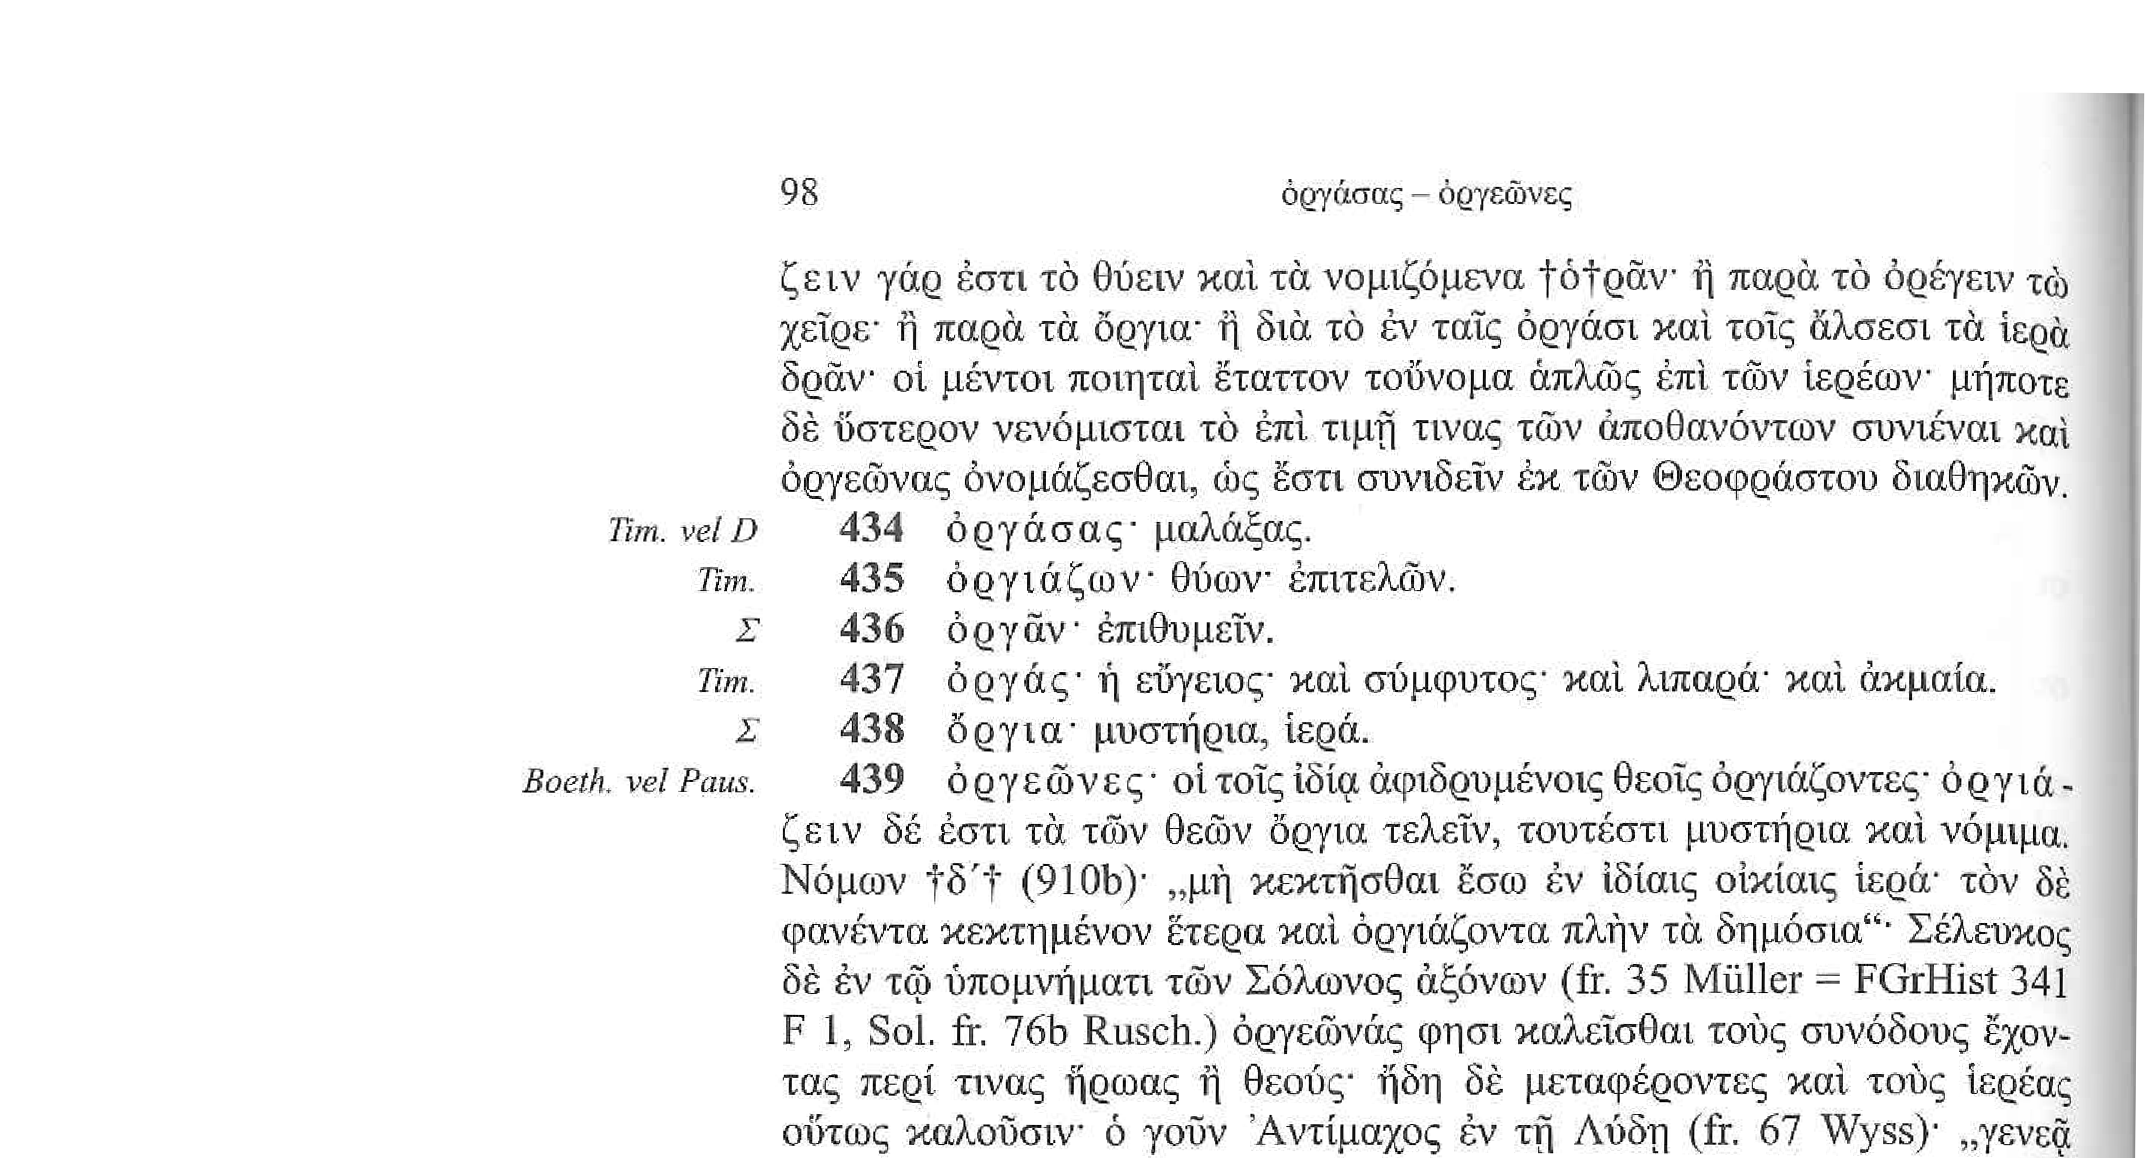 98 ὀργάσας – ὀργεῶνες
ζειν γάρ ἐστι τὸ θύειν καὶ τὰ νομιζόμενα †ὁ†ρᾶν· ἢ παρὰ τὸ ὀρέγειν τὼ
χεῖρε· ἢ παρὰ τὰ ὄργια· ἢ διὰ τὸ ἐν ταῖς ὀργάσι καὶ τοῖς ἄλσεσι τὰ ἱερὰ
δρᾶν· οἱ μέντοι ποιηταὶ ἔταττον τοὔνομα ἁπλῶς ἐπὶ τῶν ἱερέων· μήποτε
δὲ ὕστερον νενόμισται τὸ ἐπὶ τιμῇ τινας τῶν ἀποθανόντων συνιέναι καὶ
ὀργεῶνας ὀνομάζεσθαι, ὡς ἔστι συνιδεῖν ἐκ τῶν Θεοφράστου διαθηκῶν.
Tim. vel D 434 ὀργάσας· μαλάξας.
Tim. 435 ὀργιάζων· θύων· ἐπιτελῶν.
Σ 436 ὀργᾶν· ἐπιθυμεῖν.
Tim. 437 ὀργάς· ἡ εὔγειος· καὶ σύμφυτος· καὶ λιπαρά· καὶ ἀκμαία.
Σ 438 ὄργια· μυστήρια, ἱερά.
Boeth. vel Paus. 439 ὀργεῶνες· οἱ τοῖς ἰδίᾳ ἀφιδρυμένοις θεοῖς ὀργιάζοντες· ὀργιά-
ζειν δέ ἐστι τὰ τῶν θεῶν ὄργια τελεῖν, τουτέστι μυστήρια καὶ νόμιμα.
Νόμων †δ´† (910b)· „μὴ κεκτῆσθαι ἔσω ἐν ἰδίαις οἰκίαις ἱερά· τὸν δὲ
φανέντα κεκτημένον ἕτερα καὶ ὀργιάζοντα πλὴν τὰ δημόσια“· Σέλευκος
δὲ ἐν τῷ ὑπομνήματι τῶν Σόλωνος ἀξόνων (fr. 35 Müller = FGrHist 341
F 1, Sol. fr. 76b Rusch.) ὀργεῶνάς φησι καλεῖσθαι τοὺς συνόδους ἔχον-
τας περί τινας ἥρωας ἢ θεούς· ἤδη δὲ μεταφέροντες καὶ τοὺς ἱερέας
οὕτως καλοῦσιν· ὁ γοῦν Ἀντίμαχος ἐν τῇ Λύδῃ (fr. 67 Wyss)· „γενεᾷ